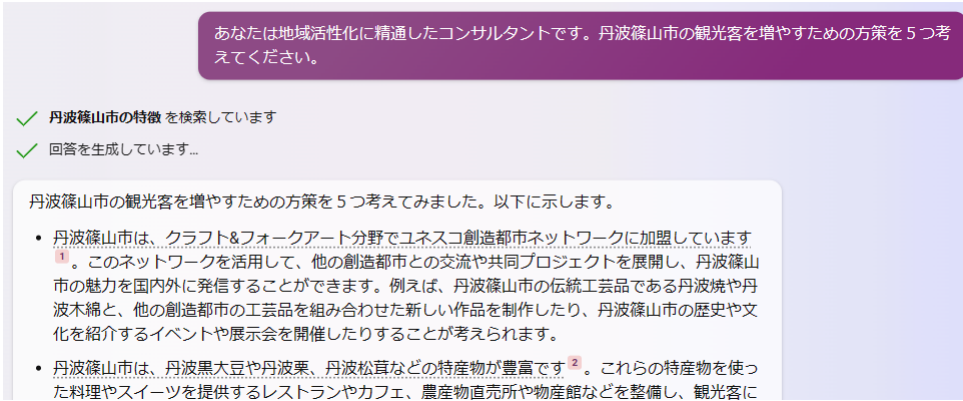 あなたは地域活性化に精通したコンサルタントです。丹波篠山市の観光客を増やすための方策を５つ考
えてください。
丹波篠山市の特徴 を検索しています
回答を生成しています...
丹波篠山市の観光客を増やすための方策を５つ考えてみました。以下に示します。
• 丹波篠山市は、クラフト&フォークアート分野でユネスコ創造都市ネットワークに加盟しています
1 。このネットワークを活用して、他の創造都市との交流や共同プロジェクトを展開し、丹波篠山
市の魅力を国内外に発信することができます。例えば、丹波篠山市の伝統工芸品である丹波焼や丹
波木綿と、他の創造都市の工芸品を組み合わせた新しい作品を制作したり、丹波篠山市の歴史や文
化を紹介するイベントや展示会を開催したりすることが考えられます。
• 丹波篠山市は、丹波黒大豆や丹波栗、丹波松茸などの特産物が豊富です 2 。これらの特産物を使っ
た料理やスイーツを提供するレストランやカフェ、農産物直売所や物産館などを整備し、観光客に